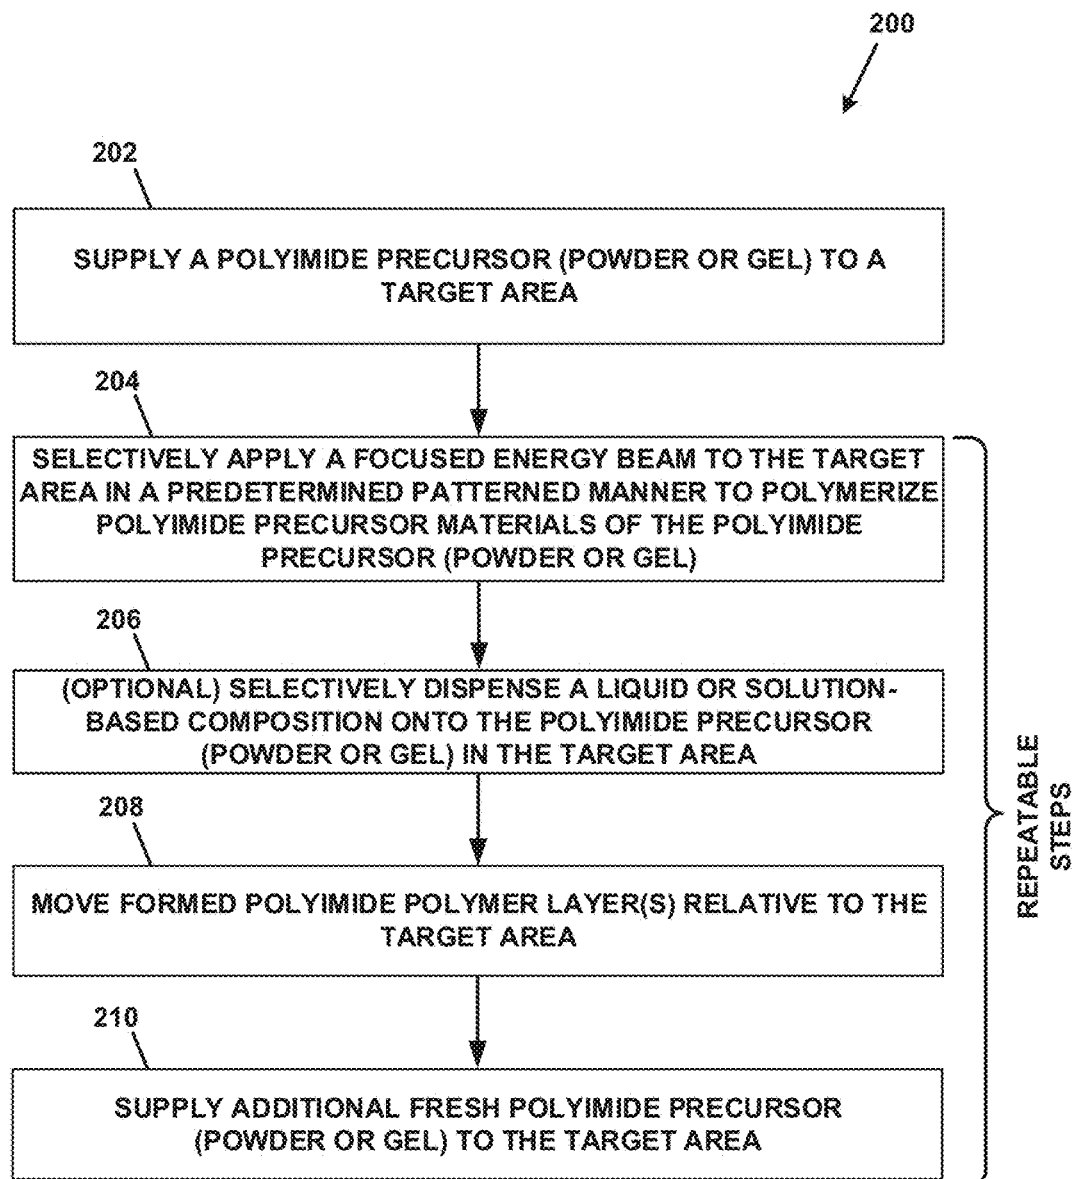 200
202
SUPPLY A POLYIMIDE PRECURSOR (POWDER OR GEL) TO A
TARGET AREA
204
SELECTIVELY APPLY A FOCUSED ENERGY BEAM TO THE TARGET
AREA IN A PREDETERMINED PATTERNED MANNER TO POLYMERIZE
POLYIMIDE PRECURSOR MATERIALS OF THE POLYIMIDE
PRECURSOR (POWDER OR GEL)
206
(OPTIONAL) SELECTIVELY DISPENSE A LIQUID OR SOLUTION-
BASED COMPOSITION ONTO THE POLYIMIDE PRECURSOR
(POWDER OR GEL) IN THE TARGET AREA
208
MOVE FORMED POLYIMIDE POLYMER LAYER(S) RELATIVE TO THE
TARGET AREA
210
SUPPLY ADDITIONAL FRESH POLYIMIDE PRECURSOR
(POWDER OR GEL) TO THE TARGET AREA
REPEATABLE
STEPS